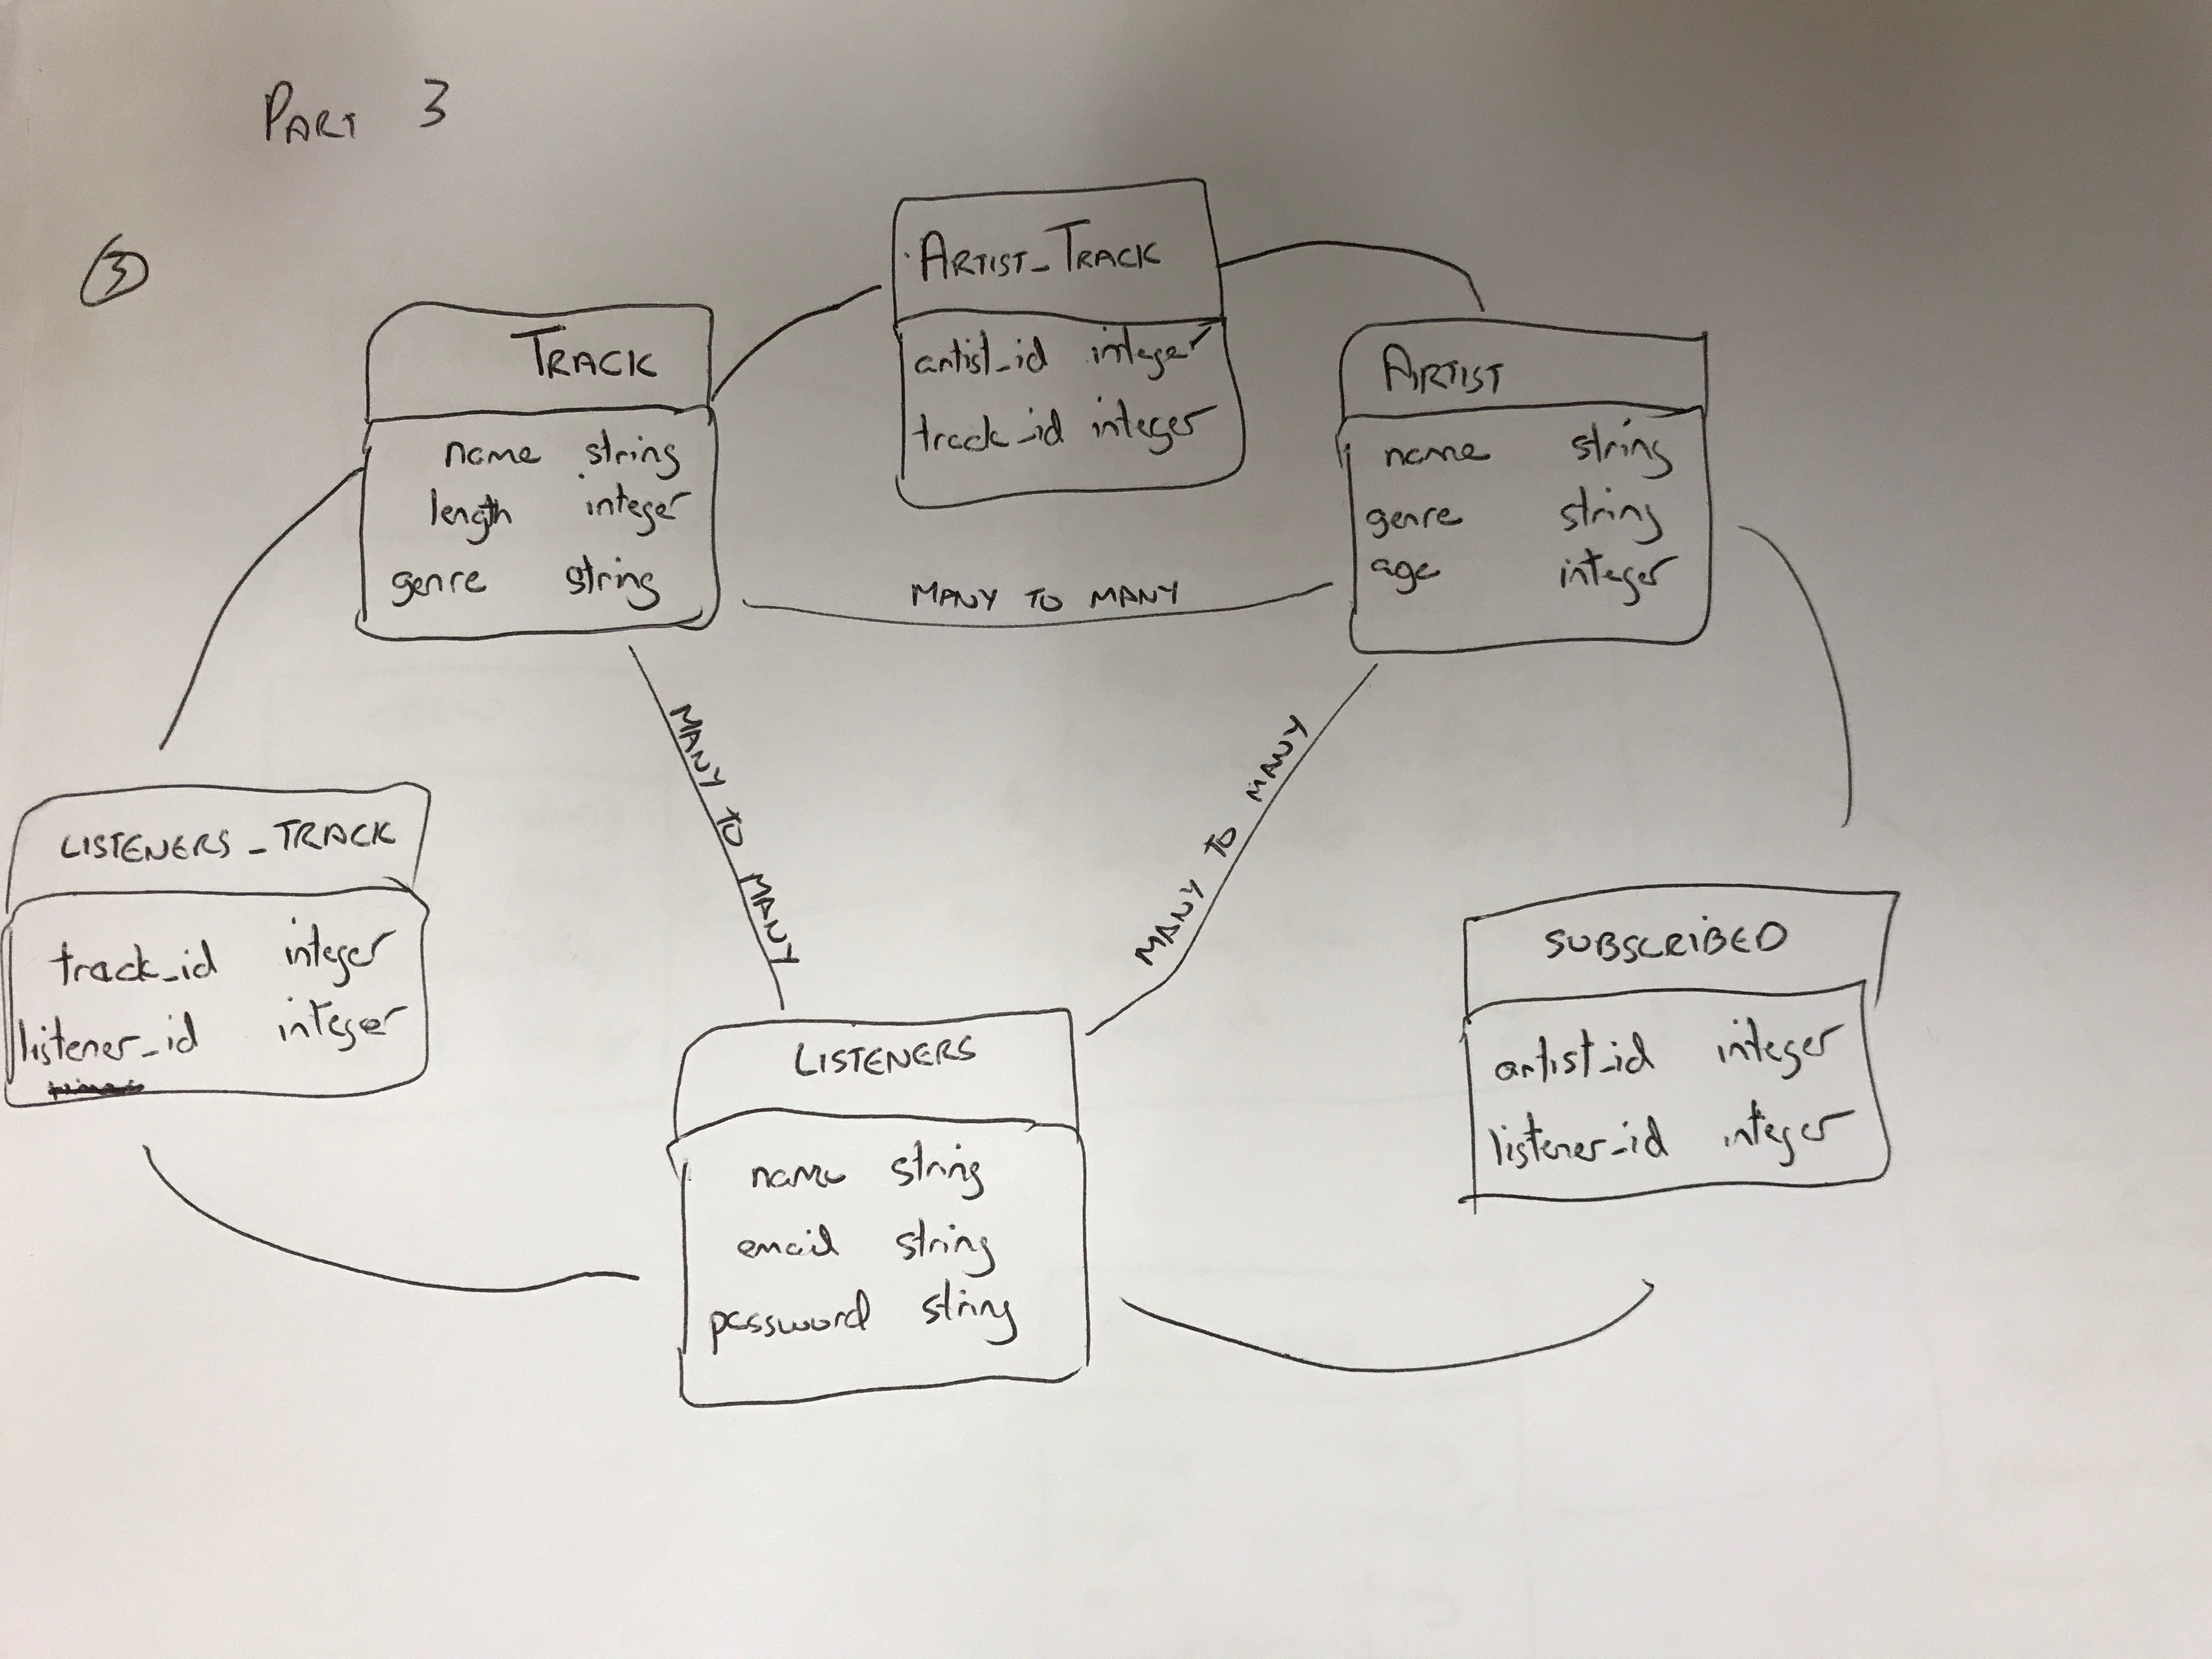 PART 3
3
ARTIST_TRACK
artist_id integer
track_id integer
TRACK
name string
length integer
genre string
ARTIST
name string
genre string
age integer
MANY TO MANY
MANY TO MANY
MANY TO MANY
LISTENERS_TRACK
track_id integer
listener_id integer
SUBSCRIBED
artist_id integer
listener_id integer
LISTENERS
name string
email string
password string